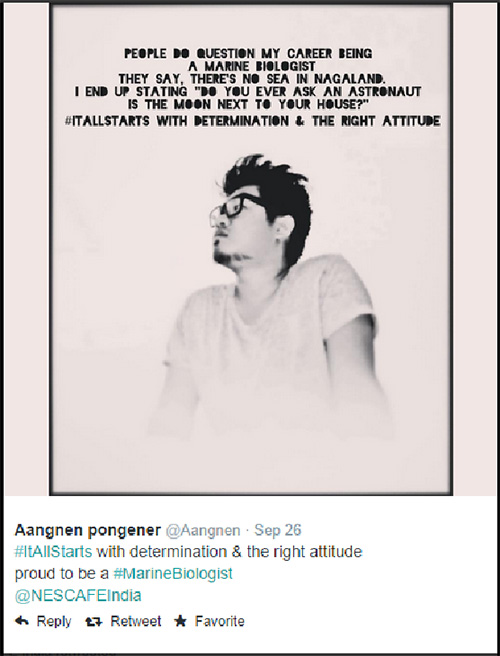 PEOPLE DO QUESTION MY CAREER BEING
A MARINE BIOLOGIST
THEY SAY, THERE'S NO SEA IN NAGALAND.
I END UP STATING "DO YOU EVER ASK AN ASTRONAUT
IS THE MOON NEXT TO YOUR HOUSE?"
#ITALLSTARTS WITH DETERMINATION & THE RIGHT ATTITUDE
Aangnen pongener @Aangnen · Sep 26
#ItAllStarts with determination & the right attitude
proud to be a #MarineBiologist
@NESCAFEIndia
Reply Retweet Favorite